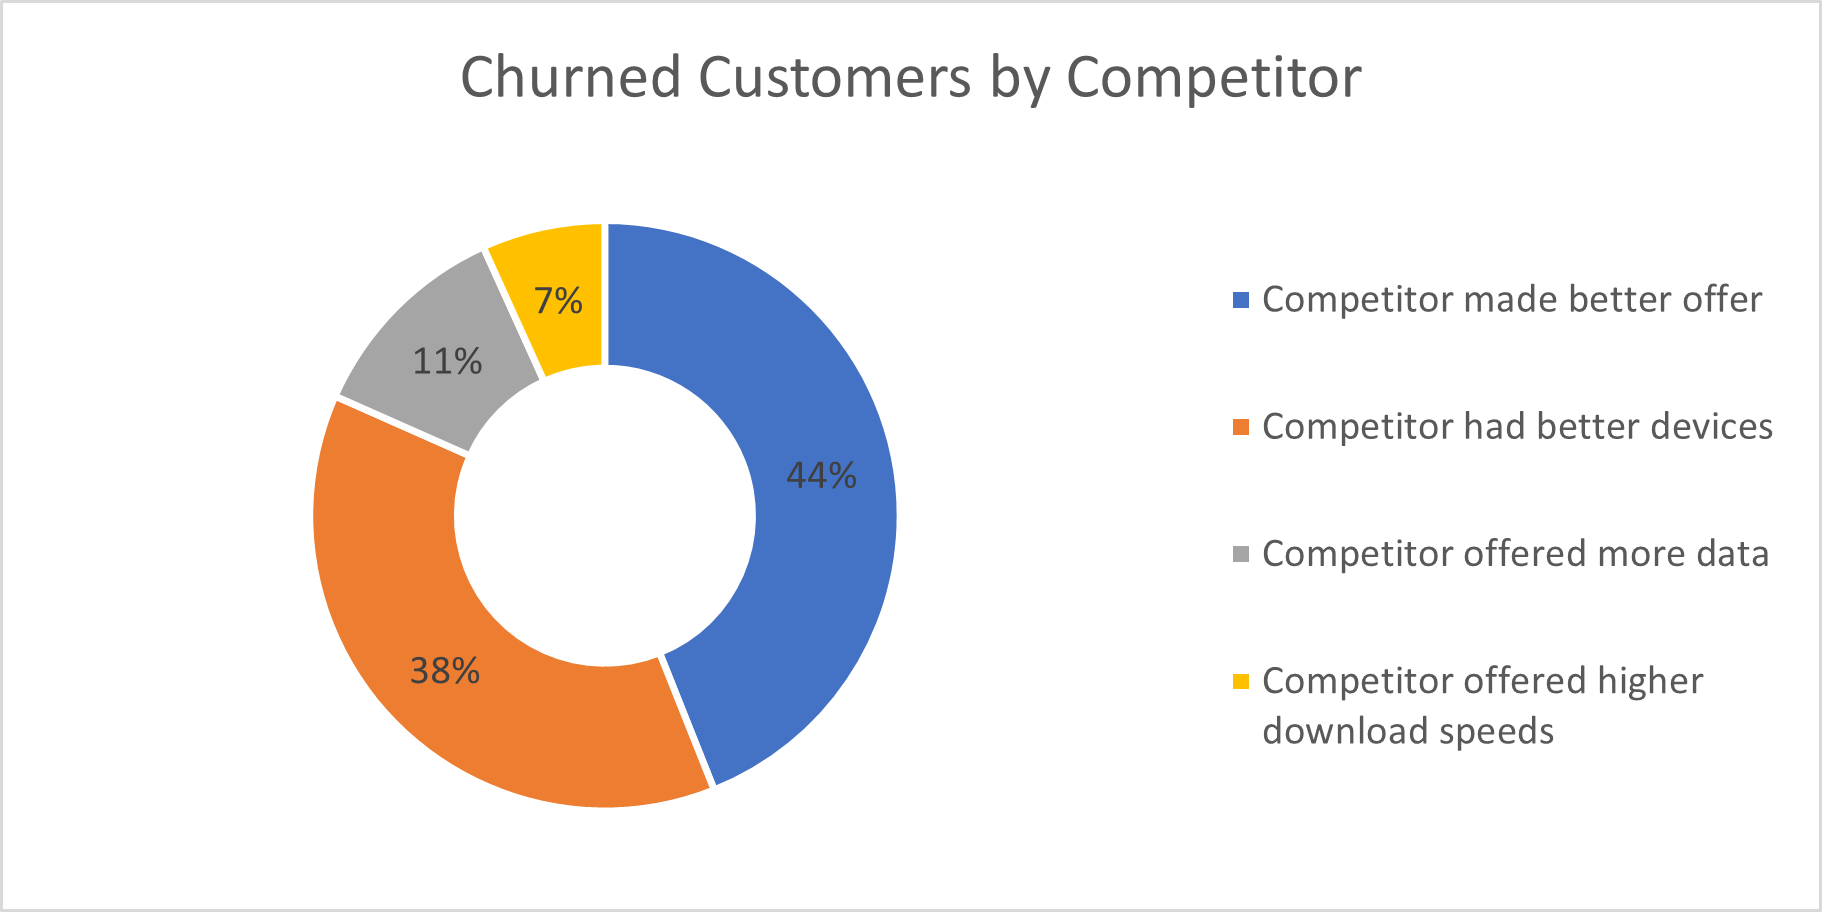 Churned Customers by Competitor
7%
11%
44%
38%
Competitor made better offer
Competitor had better devices
Competitor offered more data
Competitor offered higher
download speeds